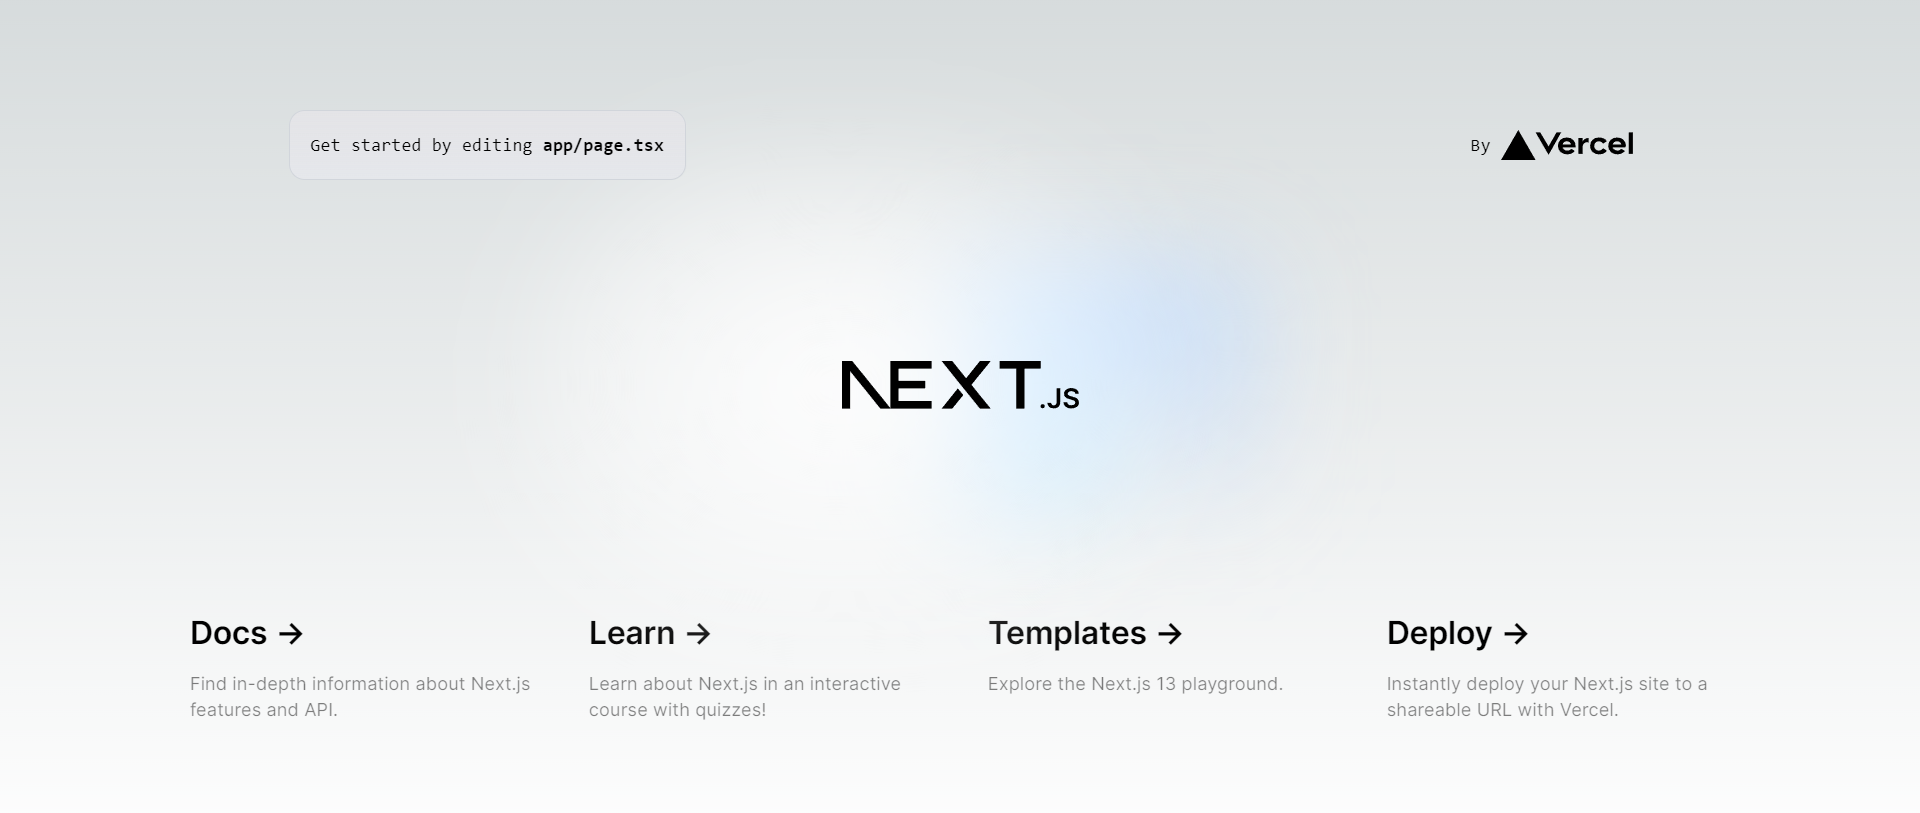 Get started by editing app/page.tsx
By Vercel
NEXT.JS
Docs →
Find in-depth information about Next.js
features and API.
Learn →
Learn about Next.js in an interactive
course with quizzes!
Templates →
Explore the Next.js 13 playground.
Deploy →
Instantly deploy your Next.js site to a
shareable URL with Vercel.